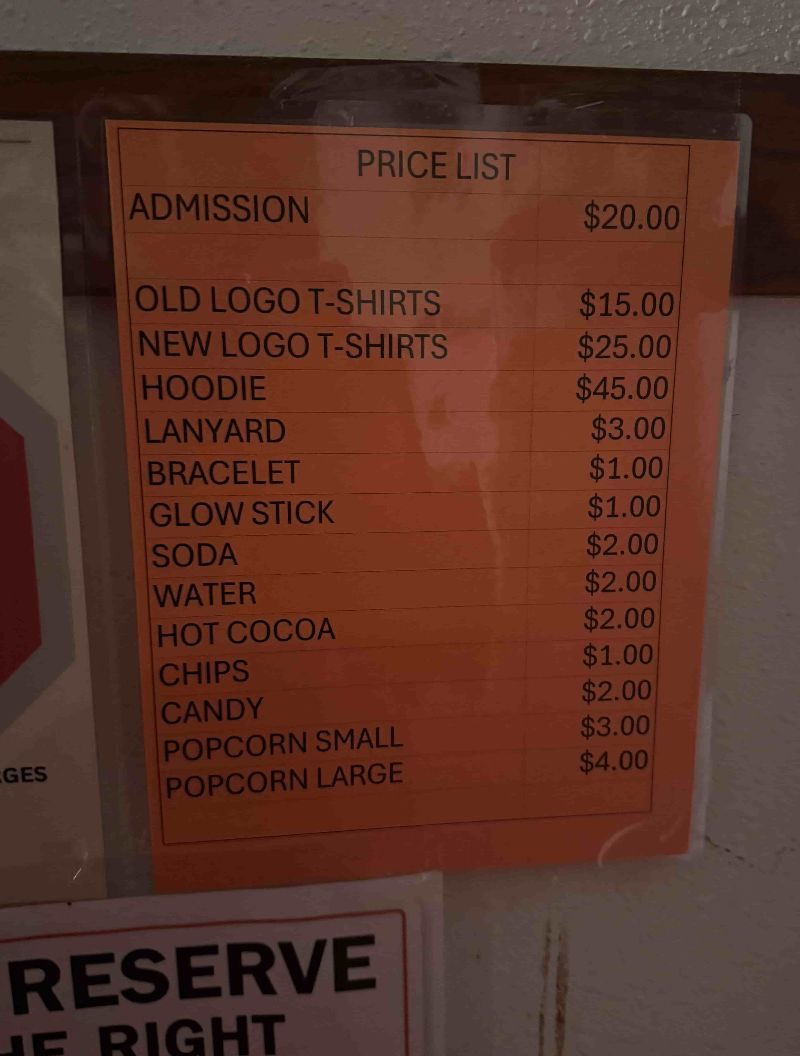 PRICE LIST
ADMISSION $20.00
OLD LOGO T-SHIRTS $15.00
NEW LOGO T-SHIRTS $25.00
HOODIE $45.00
LANYARD $3.00
BRACELET $1.00
GLOW STICK $1.00
SODA $2.00
WATER $2.00
HOT COCOA $2.00
CHIPS $1.00
CANDY $2.00
POPCORN SMALL $3.00
POPCORN LARGE $4.00
RESERVE
RIGHT